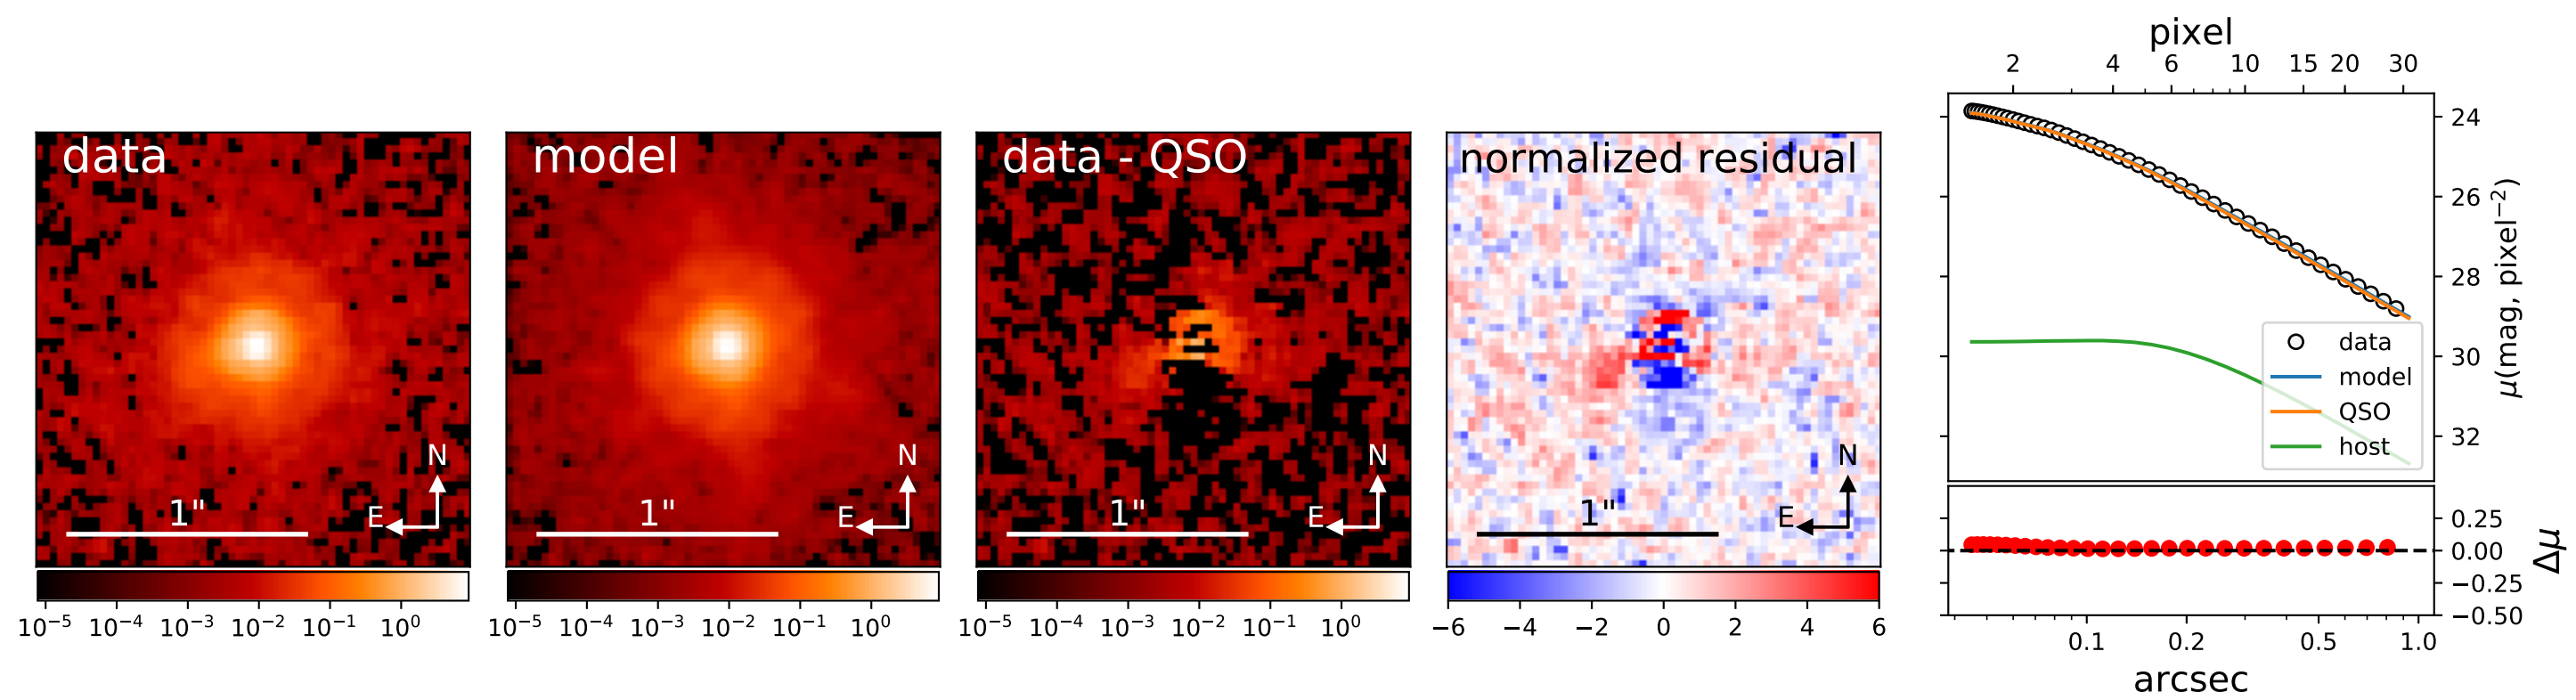 data
N
E
1"
10⁻⁵ 10⁻⁴ 10⁻³ 10⁻² 10⁻¹ 10⁰
model
N
E
1"
10⁻⁵ 10⁻⁴ 10⁻³ 10⁻² 10⁻¹ 10⁰
data - QSO
N
E
1"
10⁻⁵ 10⁻⁴ 10⁻³ 10⁻² 10⁻¹ 10⁰
normalized residual
N
E
1"
−6 −4 −2 0 2 4 6
pixel
2 4 6 10 15 20 30
24
26
28
30
32
μ(mag, pixel⁻²)
data
model
QSO
host
0.25
0.00
−0.25
−0.50
Δμ
0.1 0.2 0.5 1.0
arcsec